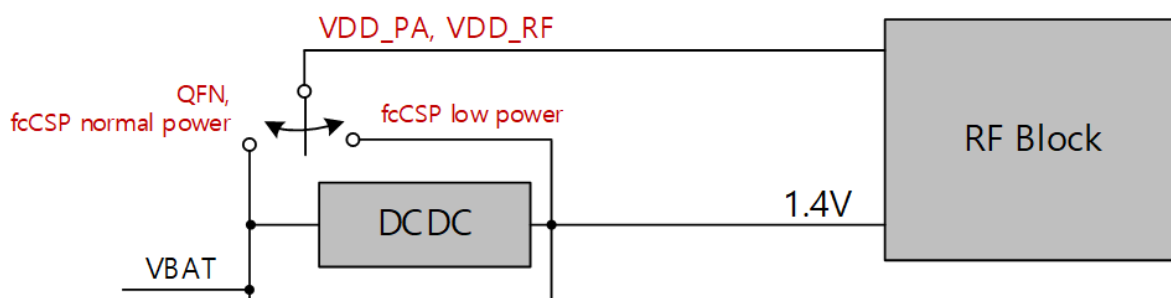 VDD_PA, VDD_RF
QFN,
fcCSP normal power
fcCSP low power
RF Block
DCDC
1.4V
VBAT